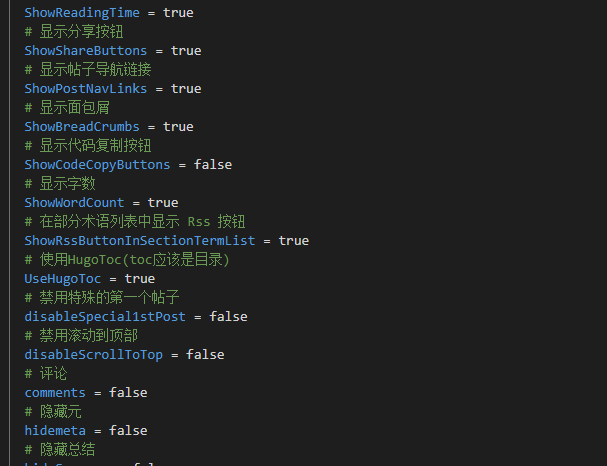 ShowReadingTime = true
# 显示分享按钮
ShowShareButtons = true
# 显示帖子导航链接
ShowPostNavLinks = true
# 显示面包屑
ShowBreadCrumbs = true
# 显示代码复制按钮
ShowCodeCopyButtons = false
# 显示字数
ShowWordCount = true
# 在部分术语列表中显示 Rss 按钮
ShowRssButtonInSectionTermList = true
# 使用HugoToc(toc应该是目录)
UseHugoToc = true
# 禁用特殊的第一个帖子
disableSpecial1stPost = false
# 禁用滚动到顶部
disableScrollToTop = false
# 评论
comments = false
# 隐藏元
hidemeta = false
# 隐藏总结